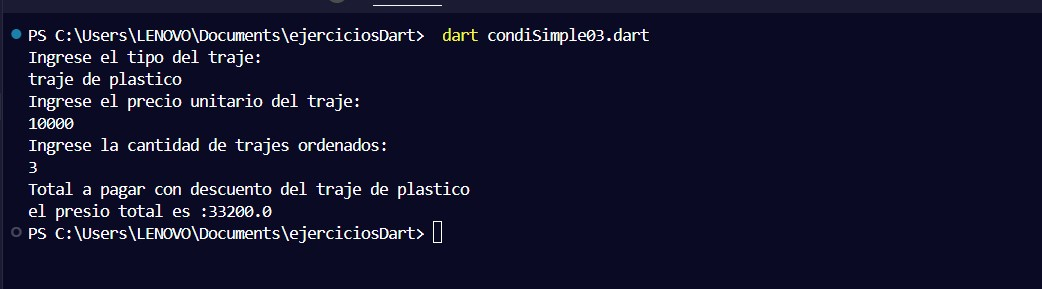 PS C:\Users\LENOVO\Documents\ejerciciosDart>  dart condiSimple03.dart
Ingrese el tipo del traje:
traje de plastico
Ingrese el precio unitario del traje:
10000
Ingrese la cantidad de trajes ordenados:
3
Total a pagar con descuento del traje de plastico
el presio total es :33200.0
PS C:\Users\LENOVO\Documents\ejerciciosDart>